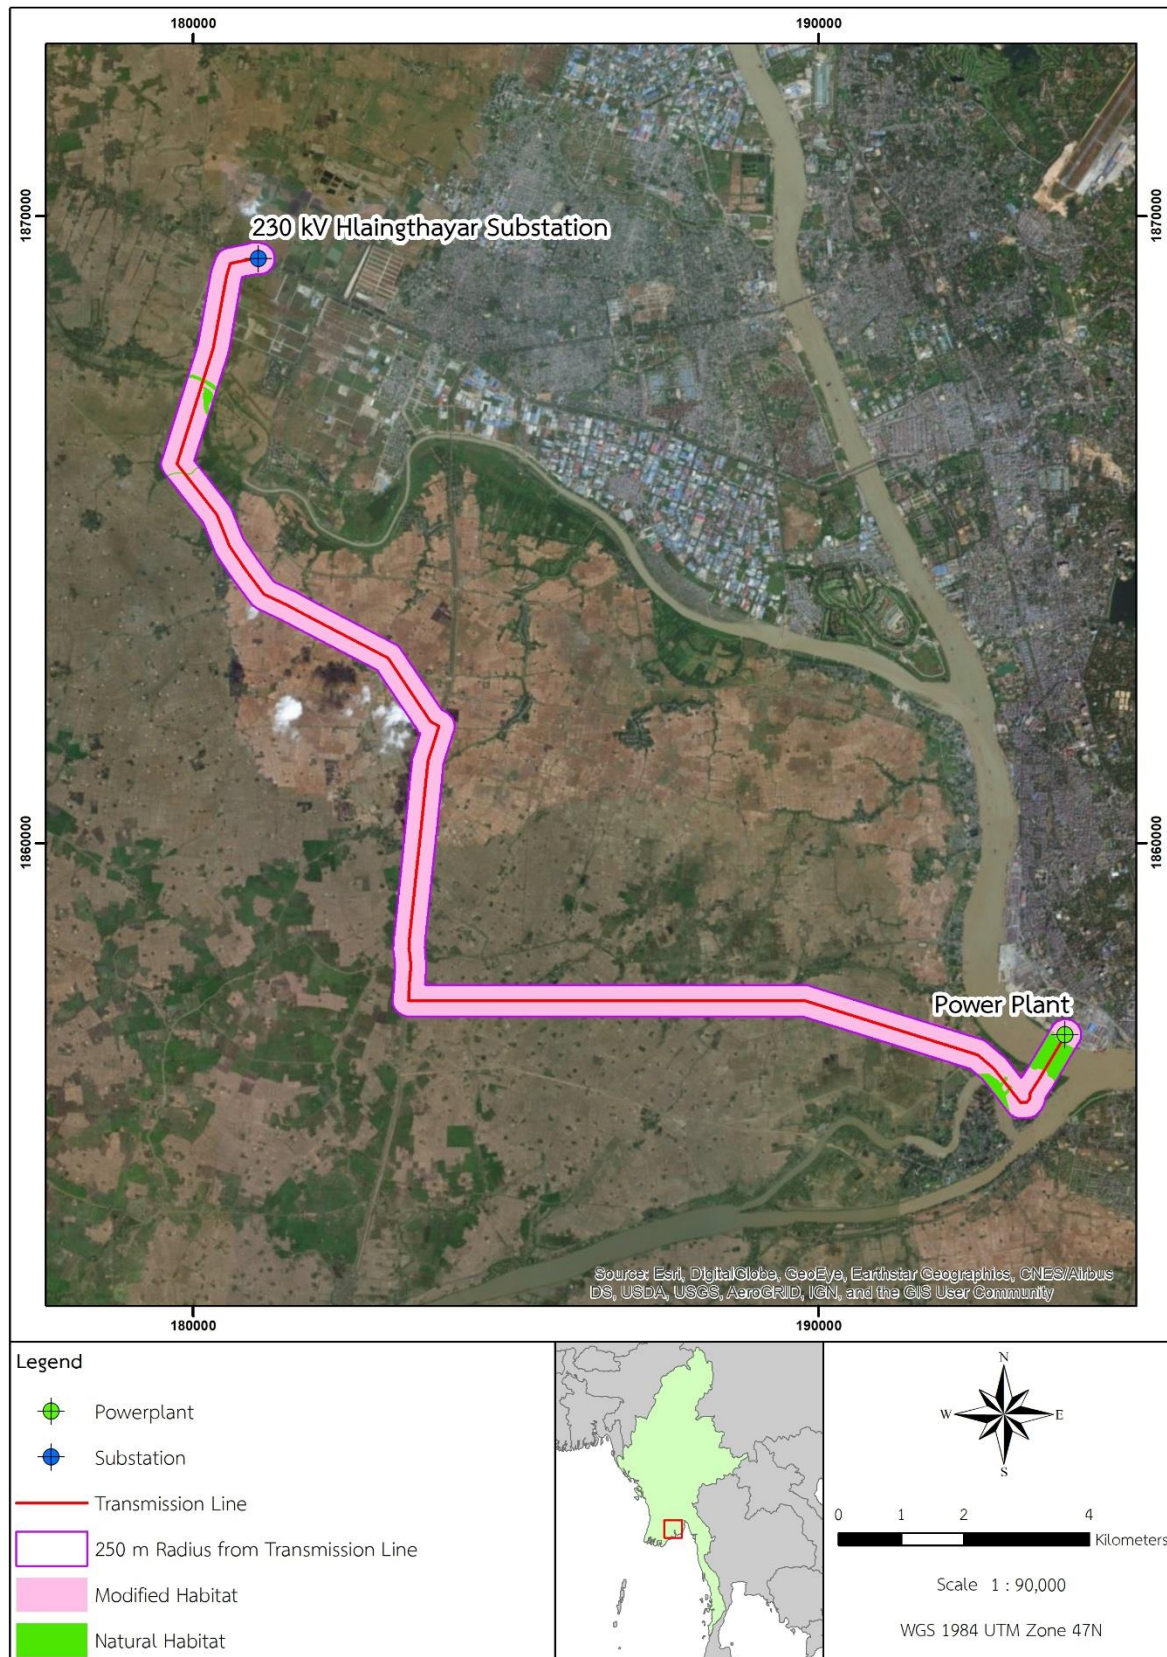 180000 190000
1870000 1870000
230 kV Hlaingthayar Substation
1860000 1860000
Power Plant
Source: Esri, DigitalGlobe, GeoEye, Earthstar Geographics, CNES/Airbus
DS, USDA, USGS, AeroGRID, IGN, and the GIS User Community
180000 190000
Legend
Powerplant
Substation
Transmission Line
250 m Radius from Transmission Line
Modified Habitat
Natural Habitat
N
W E
S
0 1 2 4
Kilometers
Scale 1 : 90,000
WGS 1984 UTM Zone 47N